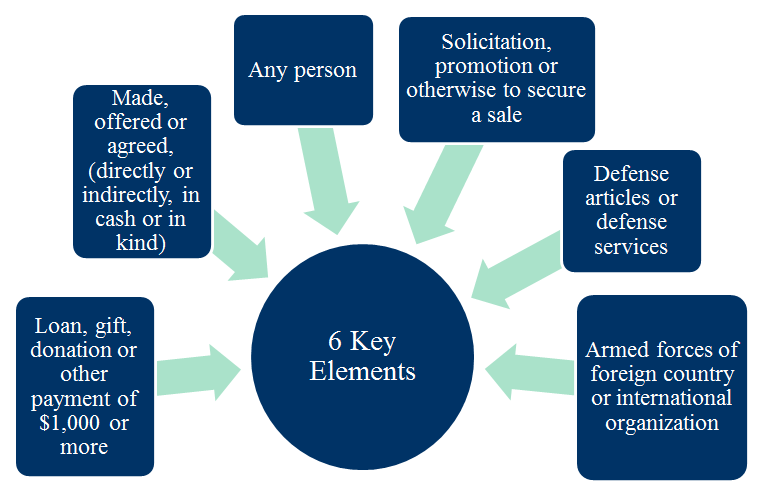 Loan, gift,
donation or
other
payment of
$1,000 or
more
Made,
offered or
agreed,
(directly or
indirectly, in
cash or in
kind)
Any person
Solicitation,
promotion or
otherwise to secure
a sale
Defense
articles or
defense
services
Armed forces of
foreign country
or international
organization
6 Key
Elements